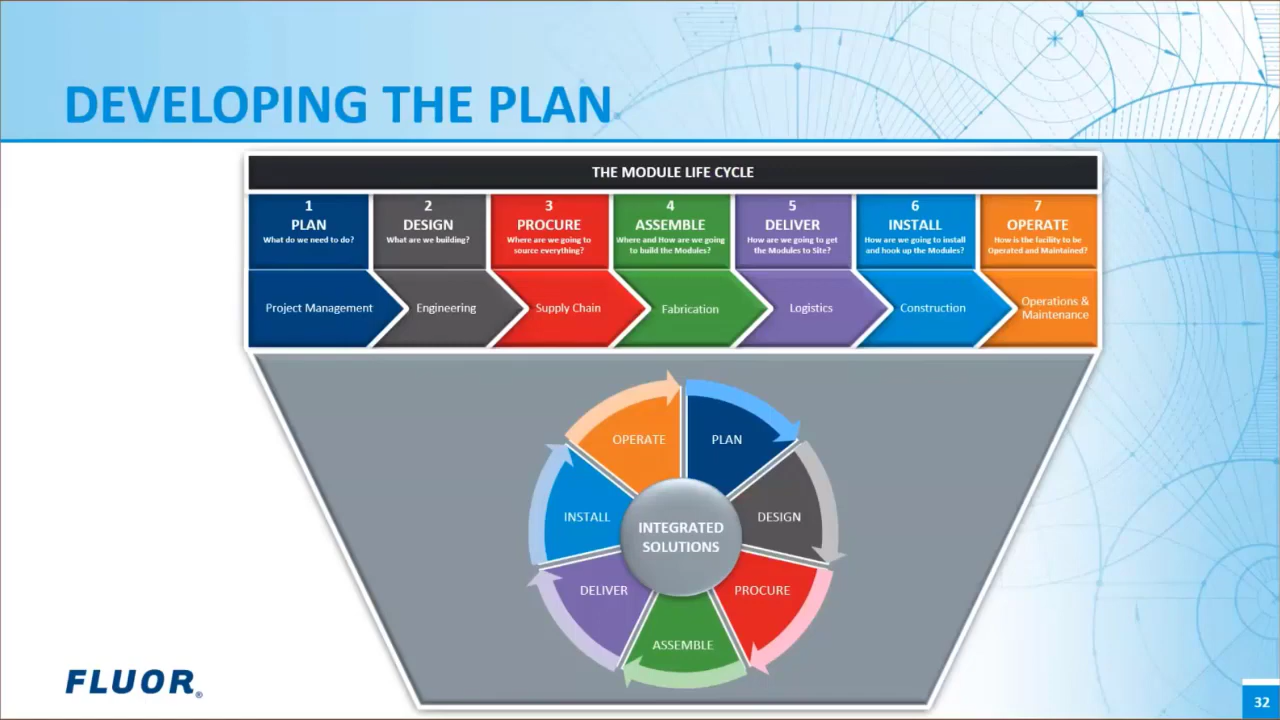 DEVELOPING THE PLAN
THE MODULE LIFE CYCLE
1
PLAN
What do we need to do?
2
DESIGN
What are we building?
3
PROCURE
Where are we going to
source everything?
4
ASSEMBLE
Where and How are we going
to build the Modules?
5
DELIVER
How are we going to get
the Modules to Site?
6
INSTALL
How are we going to install
and hook up the Modules?
7
OPERATE
How is the facility to be
Operated and Maintained?
Project Management
Engineering
Supply Chain
Fabrication
Logistics
Construction
Operations &
Maintenance
OPERATE
PLAN
INSTALL
DESIGN
INTEGRATED
SOLUTIONS
DELIVER
PROCURE
ASSEMBLE
FLUOR®
32